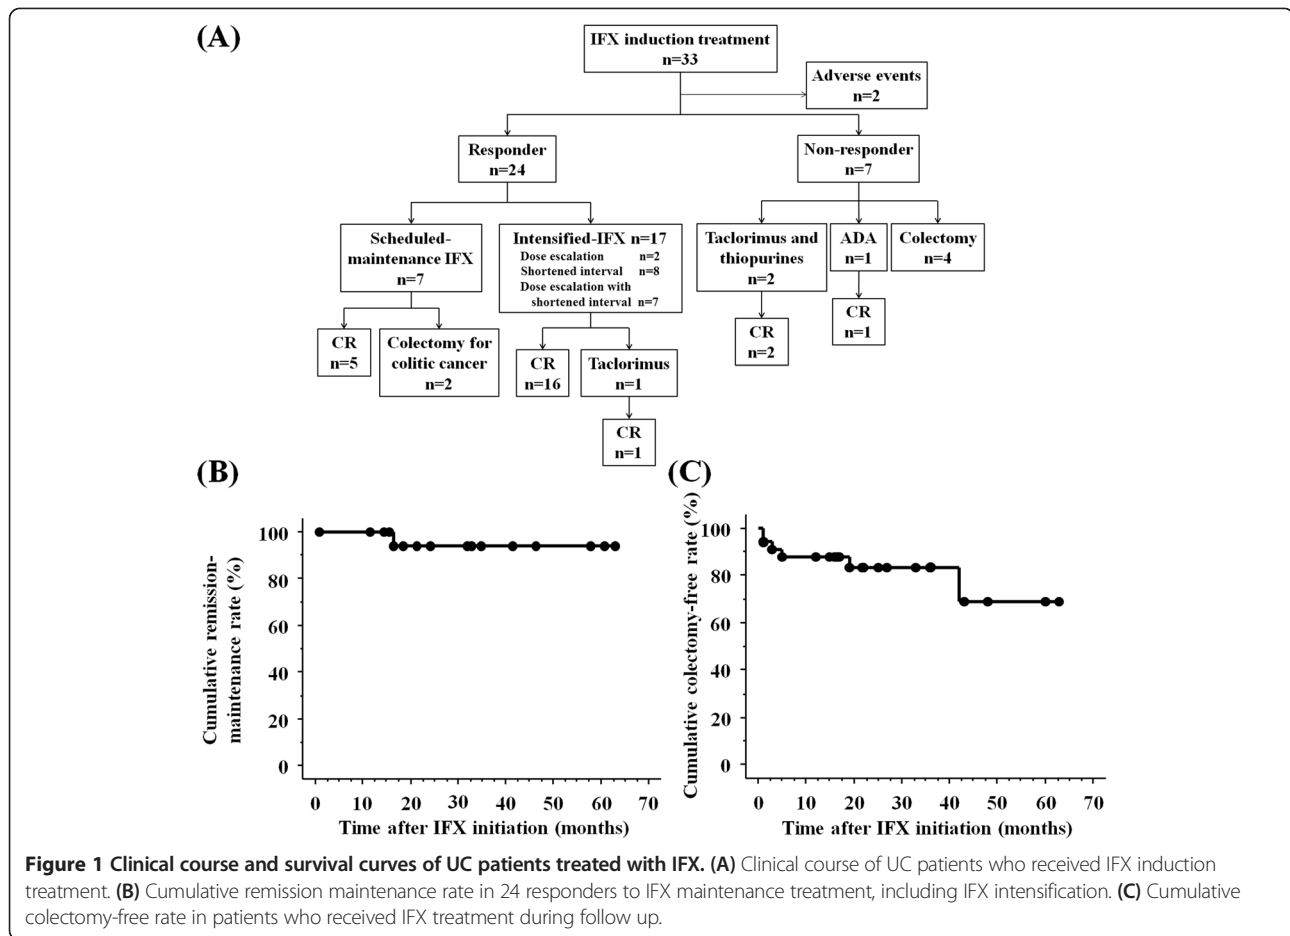 (A)
IFX induction treatment
n=33
Adverse events
n=2
Responder
n=24
Non-responder
n=7
Scheduled-
maintenance IFX
n=7
Intensified-IFX n=17
Dose escalation n=2
Shortened interval n=8
Dose escalation with
shortened interval n=7
Taclorimus and
thiopurines
n=2
ADA
n=1
Colectomy
n=4
CR
n=5
Colectomy for
colitic cancer
n=2
CR
n=16
Taclorimus
n=1
CR
n=2
CR
n=1
CR
n=1
(B)
Cumulative remission-
maintenance rate (%)
100
80
60
40
20
0
0 10 20 30 40 50 60 70
Time after IFX initiation (months)
(C)
Cumulative colectomy-free rate (%)
100
80
60
40
20
0
0 10 20 30 40 50 60 70
Time after IFX initiation (months)
Figure 1 Clinical course and survival curves of UC patients treated with IFX. (A) Clinical course of UC patients who received IFX induction
treatment. (B) Cumulative remission maintenance rate in 24 responders to IFX maintenance treatment, including IFX intensification. (C) Cumulative
colectomy-free rate in patients who received IFX treatment during follow up.